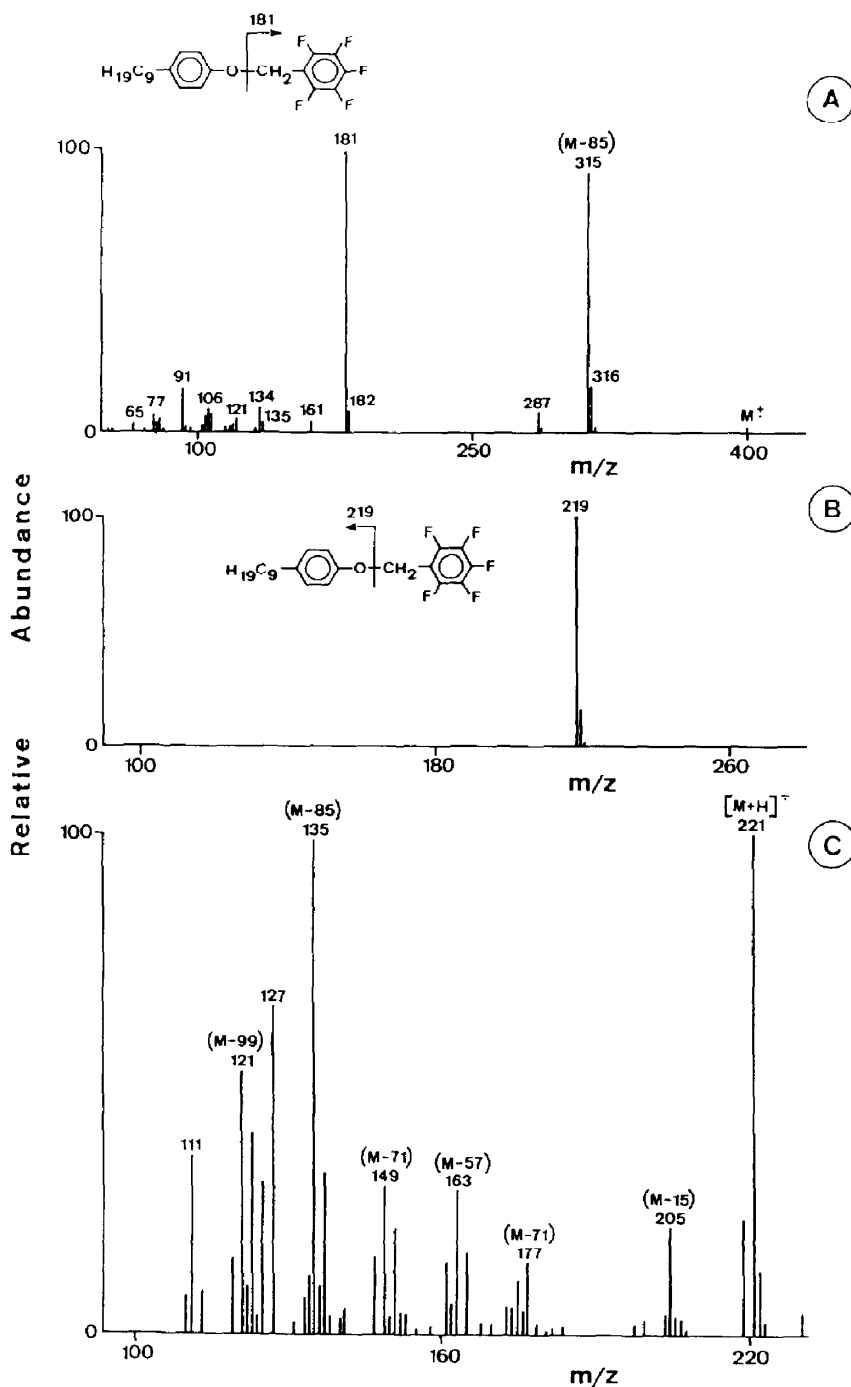 181
H19C9 O CH2 F F F F F
A
100
181
(M-85)
315
91
106
134
65
77
121
135
161
182
287
316
M+·
0
100
250
m/z
400
B
100
219
219
H19C9 O CH2 F F F F F
0
100
180
m/z
260
Relative Abundance
C
100
(M-85)
135
[M+H]-·
221
127
(M-99)
121
111
(M-71)
149
(M-57)
163
(M-71)
177
(M-15)
205
0
100
160
m/z
220